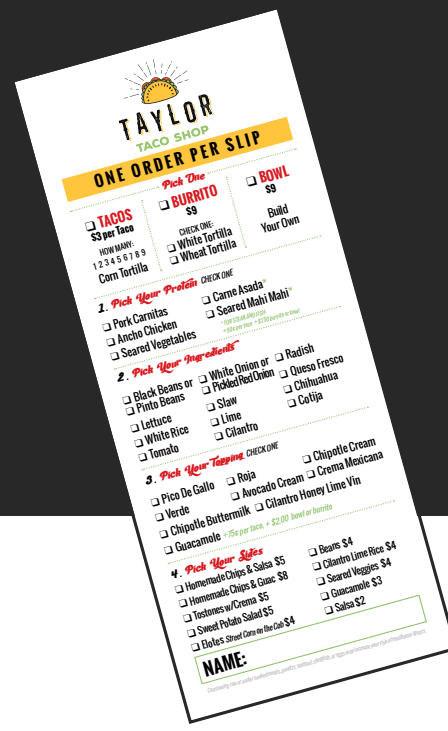 TAYLOR
TACO SHOP
ONE ORDER PER SLIP
Pick One
TACOS
$3 per Taco
HOW MANY:
1 2 3 4 5 6 7 8 9
Corn Tortilla
BURRITO
$9
CHECK ONE:
White Tortilla
Wheat Tortilla
BOWL
$9
Build
Your Own
1. Pick Your Protein CHECK ONE
Pork Carnitas
Ancho Chicken
Seared Vegetables
Carne Asada*
Seared Mahi Mahi*
2. Pick Your Ingredients
Black Beans or
Pinto Beans
Lettuce
White Rice
Tomato
White Onion or
Pickled Red Onion
Slaw
Lime
Cilantro
Radish
Queso Fresco
Chihuahua
Cotija
3. Pick Your Topping CHECK ONE
Pico De Gallo
Roja
Chipotle Cream
Verde
Avocado Cream
Crema Mexicana
Chipotle Buttermilk
Cilantro Honey Lime Vin
Guacamole +75¢ per taco, + $2.00 bowl or burrito
4. Pick Your Sides
Homemade Chips & Salsa $5
Homemade Chips & Guac $8
Tostones w/Crema $5
Sweet Potato Salad $5
Elotes Street Corn on the Cob $4
Beans $4
Cilantro Lime Rice $4
Seared Veggies $4
Guacamole $3
Salsa $2
NAME: